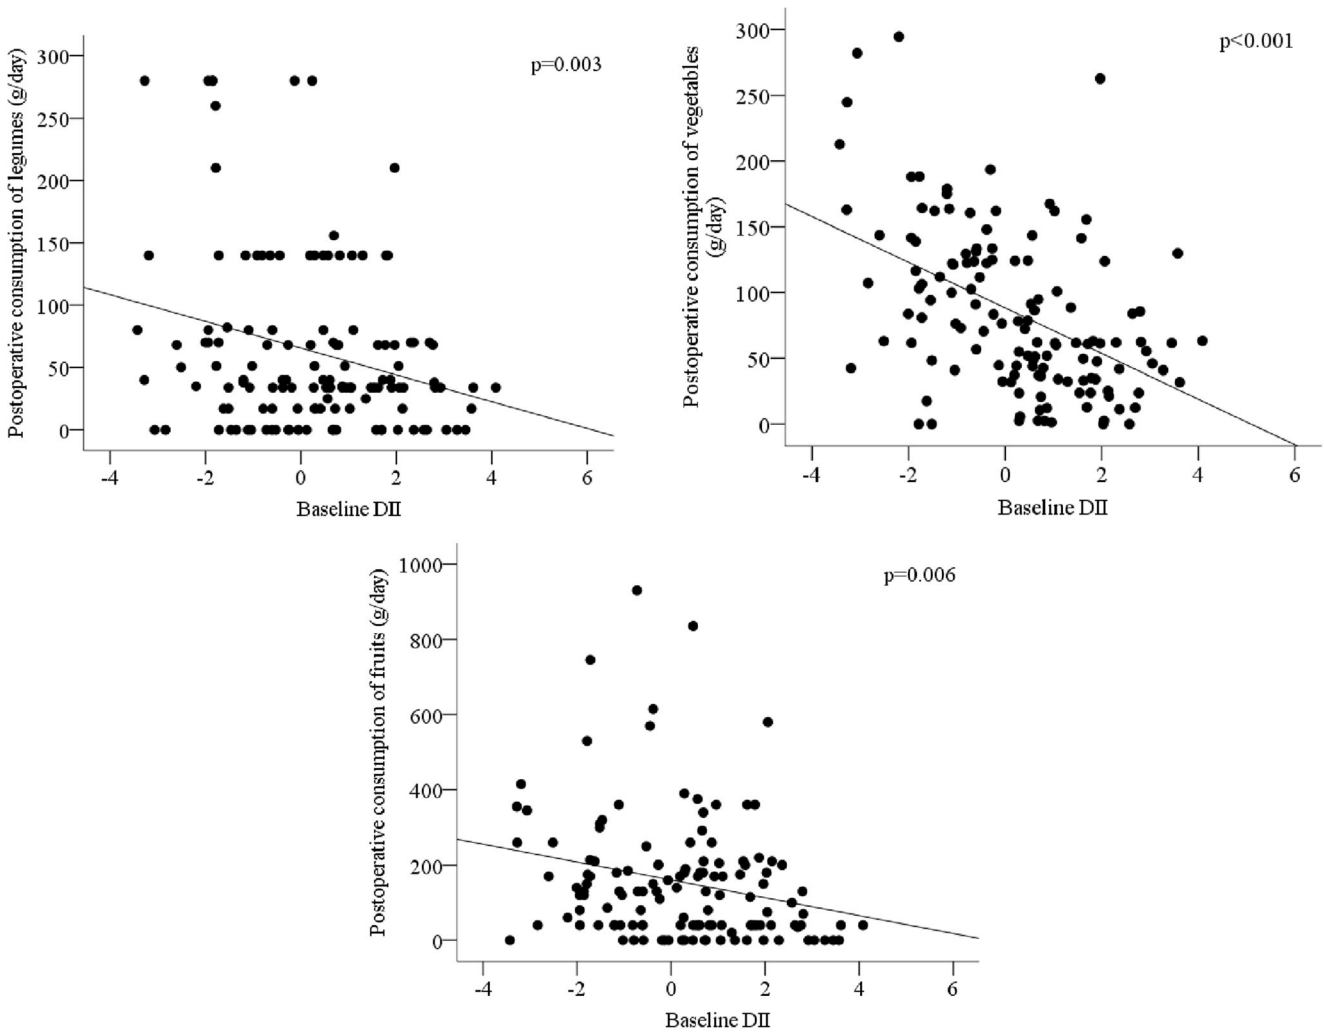 Postoperative consumption of legumes (g/day)
300
250
200
150
100
50
0
-4 -2 0 2 4 6
Baseline DII
p=0.003
Postoperative consumption of vegetables
(g/day)
300
250
200
150
100
50
0
-4 -2 0 2 4 6
Baseline DII
p<0.001
Postoperative consumption of fruits (g/day)
1000
800
600
400
200
0
-4 -2 0 2 4 6
Baseline DII
p=0.006